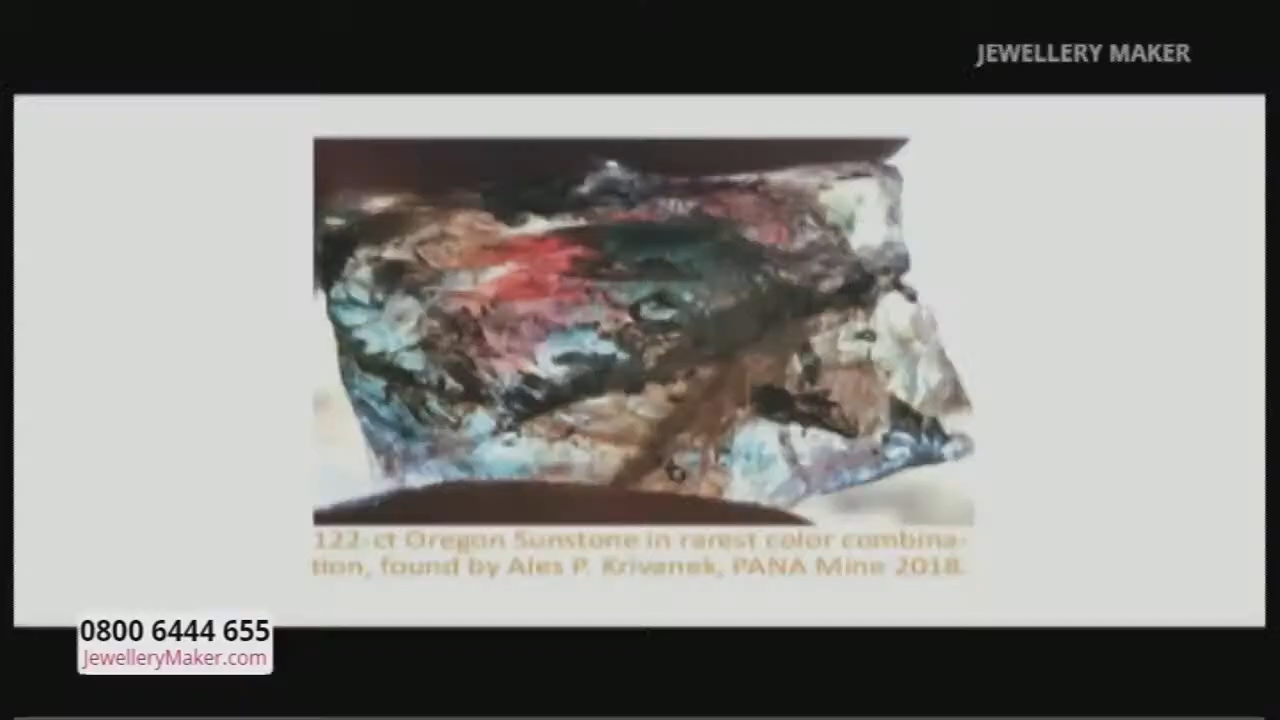 JEWELLERY MAKER
122-ct Oregon Sunstone in rarest color combina-
tion, found by Ales P. Krivanek, PANA Mine 2018.
0800 6444 655
JewelleryMaker.com